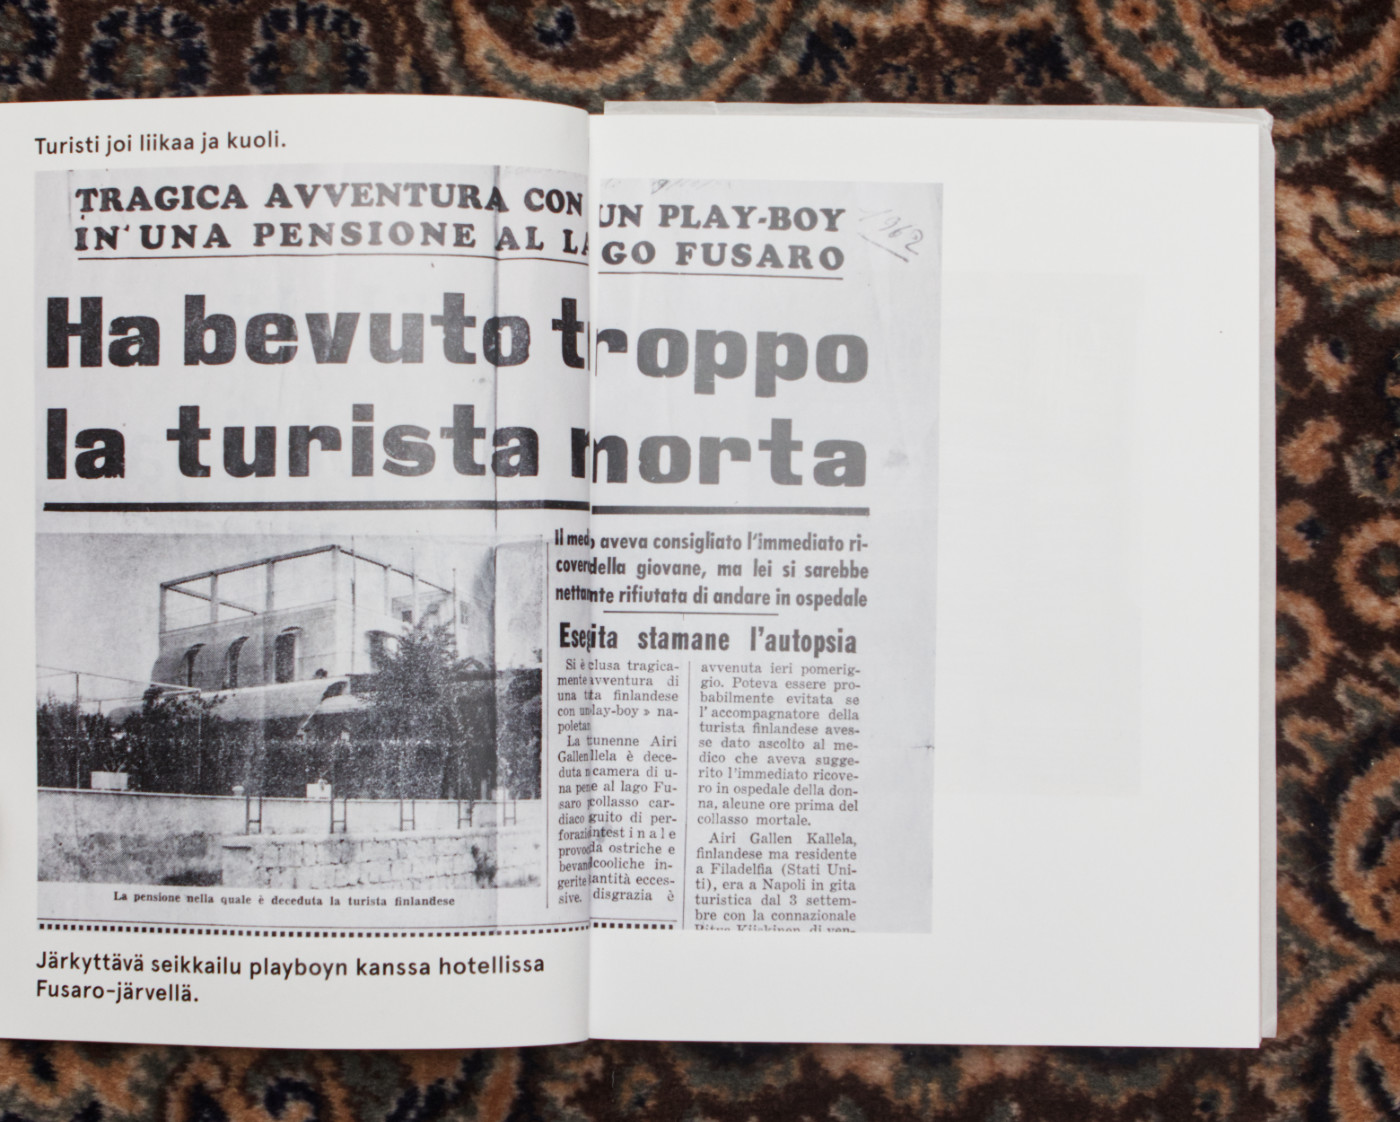 Turisti joi liikaa ja kuoli.
TRAGICA AVVENTURA CON UN PLAY-BOY
IN'UNA PENSIONE AL LAGO FUSARO
1962
Ha bevuto troppo
la turista morta
Il med o aveva consigliato l'immediato ri-
cover della giovane, ma lei si sarebbe
nettamente rifiutata di andare in ospedale
Eseguita stamane l'autopsia
Si è clusa tragica-
mente avventura di
una t ta finlandese
con un lay-boy » na-
poletan
La tunenne Airi
Gallen llela è dece-
duta n camera di u-
na pene al lago Fu-
saro collasso car-
diaco guito di per-
forazi intestinale
provoc da ostriche e
bevan lcooliche in-
gerite antità ecces-
sive. disgrazia è
avvenuta ieri pomerig-
gio. Poteva essere pro-
babilmente evitata se
l'accompagnatore della
turista finlandese aves-
se dato ascolto al me-
dico che aveva sugge-
rito l'immediato ricove-
ro in ospedale della don-
na, alcune ore prima del
collasso mortale.
Airi Gallen Kallela,
finlandese ma residente
a Filadelfia (Stati Uni-
ti), era a Napoli in gita
turistica dal 3 settem-
bre con la connazionale
La pensione nella quale è deceduta la turista finlandese
Järkyttävä seikkailu playboyn kanssa hotellissa
Fusaro-järvellä.